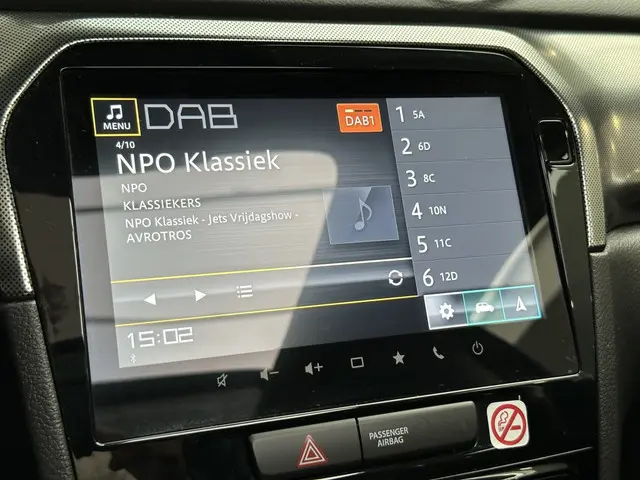 MENU
DAB
DAB1
4/10
NPO Klassiek
NPO
KLASSIEKERS
NPO Klassiek - Jets Vrijdagshow -
AVROTROS
1 5A
2 6D
3 8C
4 10N
5 11C
6 12D
15:02
PASSENGER
AIRBAG